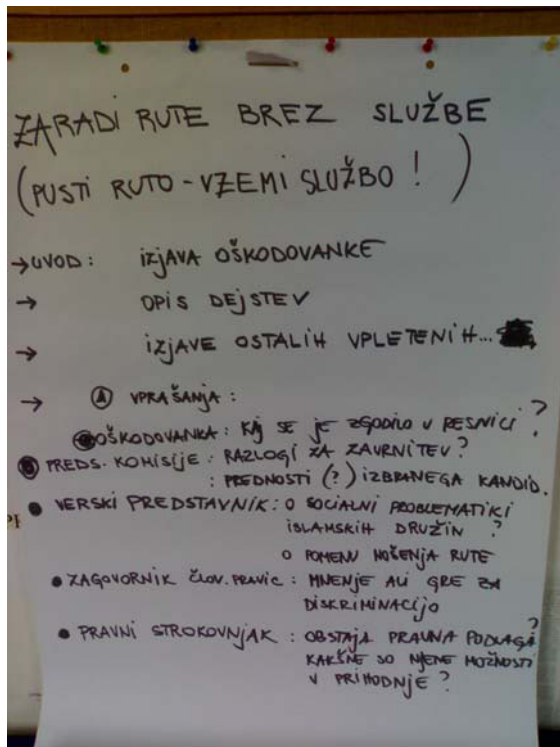 ZARADI RUTE BREZ SLUŽBE
(PUSTI RUTO - VZEMI SLUŽBO! )
→ UVOD: IZJAVA OŠKODOVANKE
→ OPIS DEJSTEV
→ IZJAVE OSTALIH VPLETENIH...
→ Ⓐ VPRAŠANJA:
OŠKODOVANKA: KAJ SE JE ZGODILO V RESNICI?
● PREDS. KOMISIJE: RAZLOGI ZA ZAVRNITEV?
: PREDNOSTI (?) IZBRANEGA KANDID.
● VERSKI PREDSTAVNIK: O SOCIALNI PROBLEMATIKI
ISLAMSKIH DRUŽIN ?
O POMENU NOŠENJA RUTE
● ZAGOVORNIK ČLOV. PRAVIC: MNENJE ALI GRE ZA
DISKRIMINACIJO
● PRAVNI STROKOVNJAK: OBSTAJA PRAVNA PODLAGA?
KAKŠNE SO NJENE MOŽNOSTI
V PRIHODNJE?